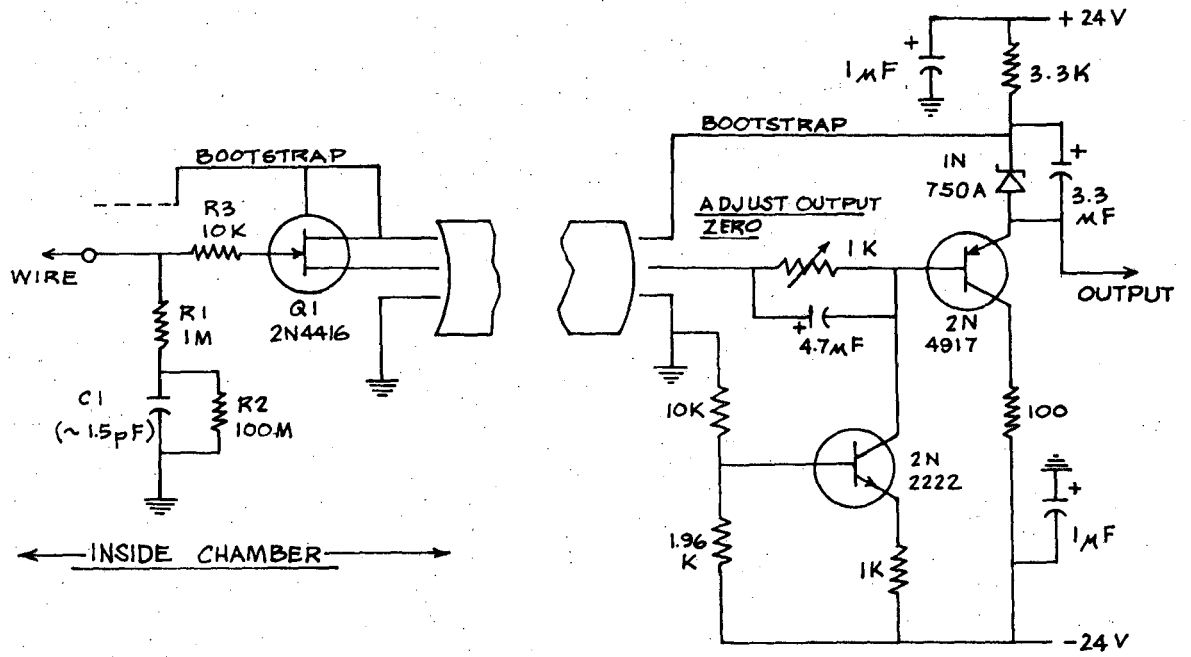 +24V
1μF
+
3.3K
BOOTSTRAP
BOOTSTRAP
1N
750A
+
3.3
μF
R3
10K
ADJUST OUTPUT
ZERO
1K
WIRE
OUTPUT
Q1
2N4416
R1
1M
+
4.7μF
2N
4917
C1
(~1.5pF)
R2
100M
10K
100
2N
2222
+
1μF
INSIDE CHAMBER
1.96
K
1K
-24V